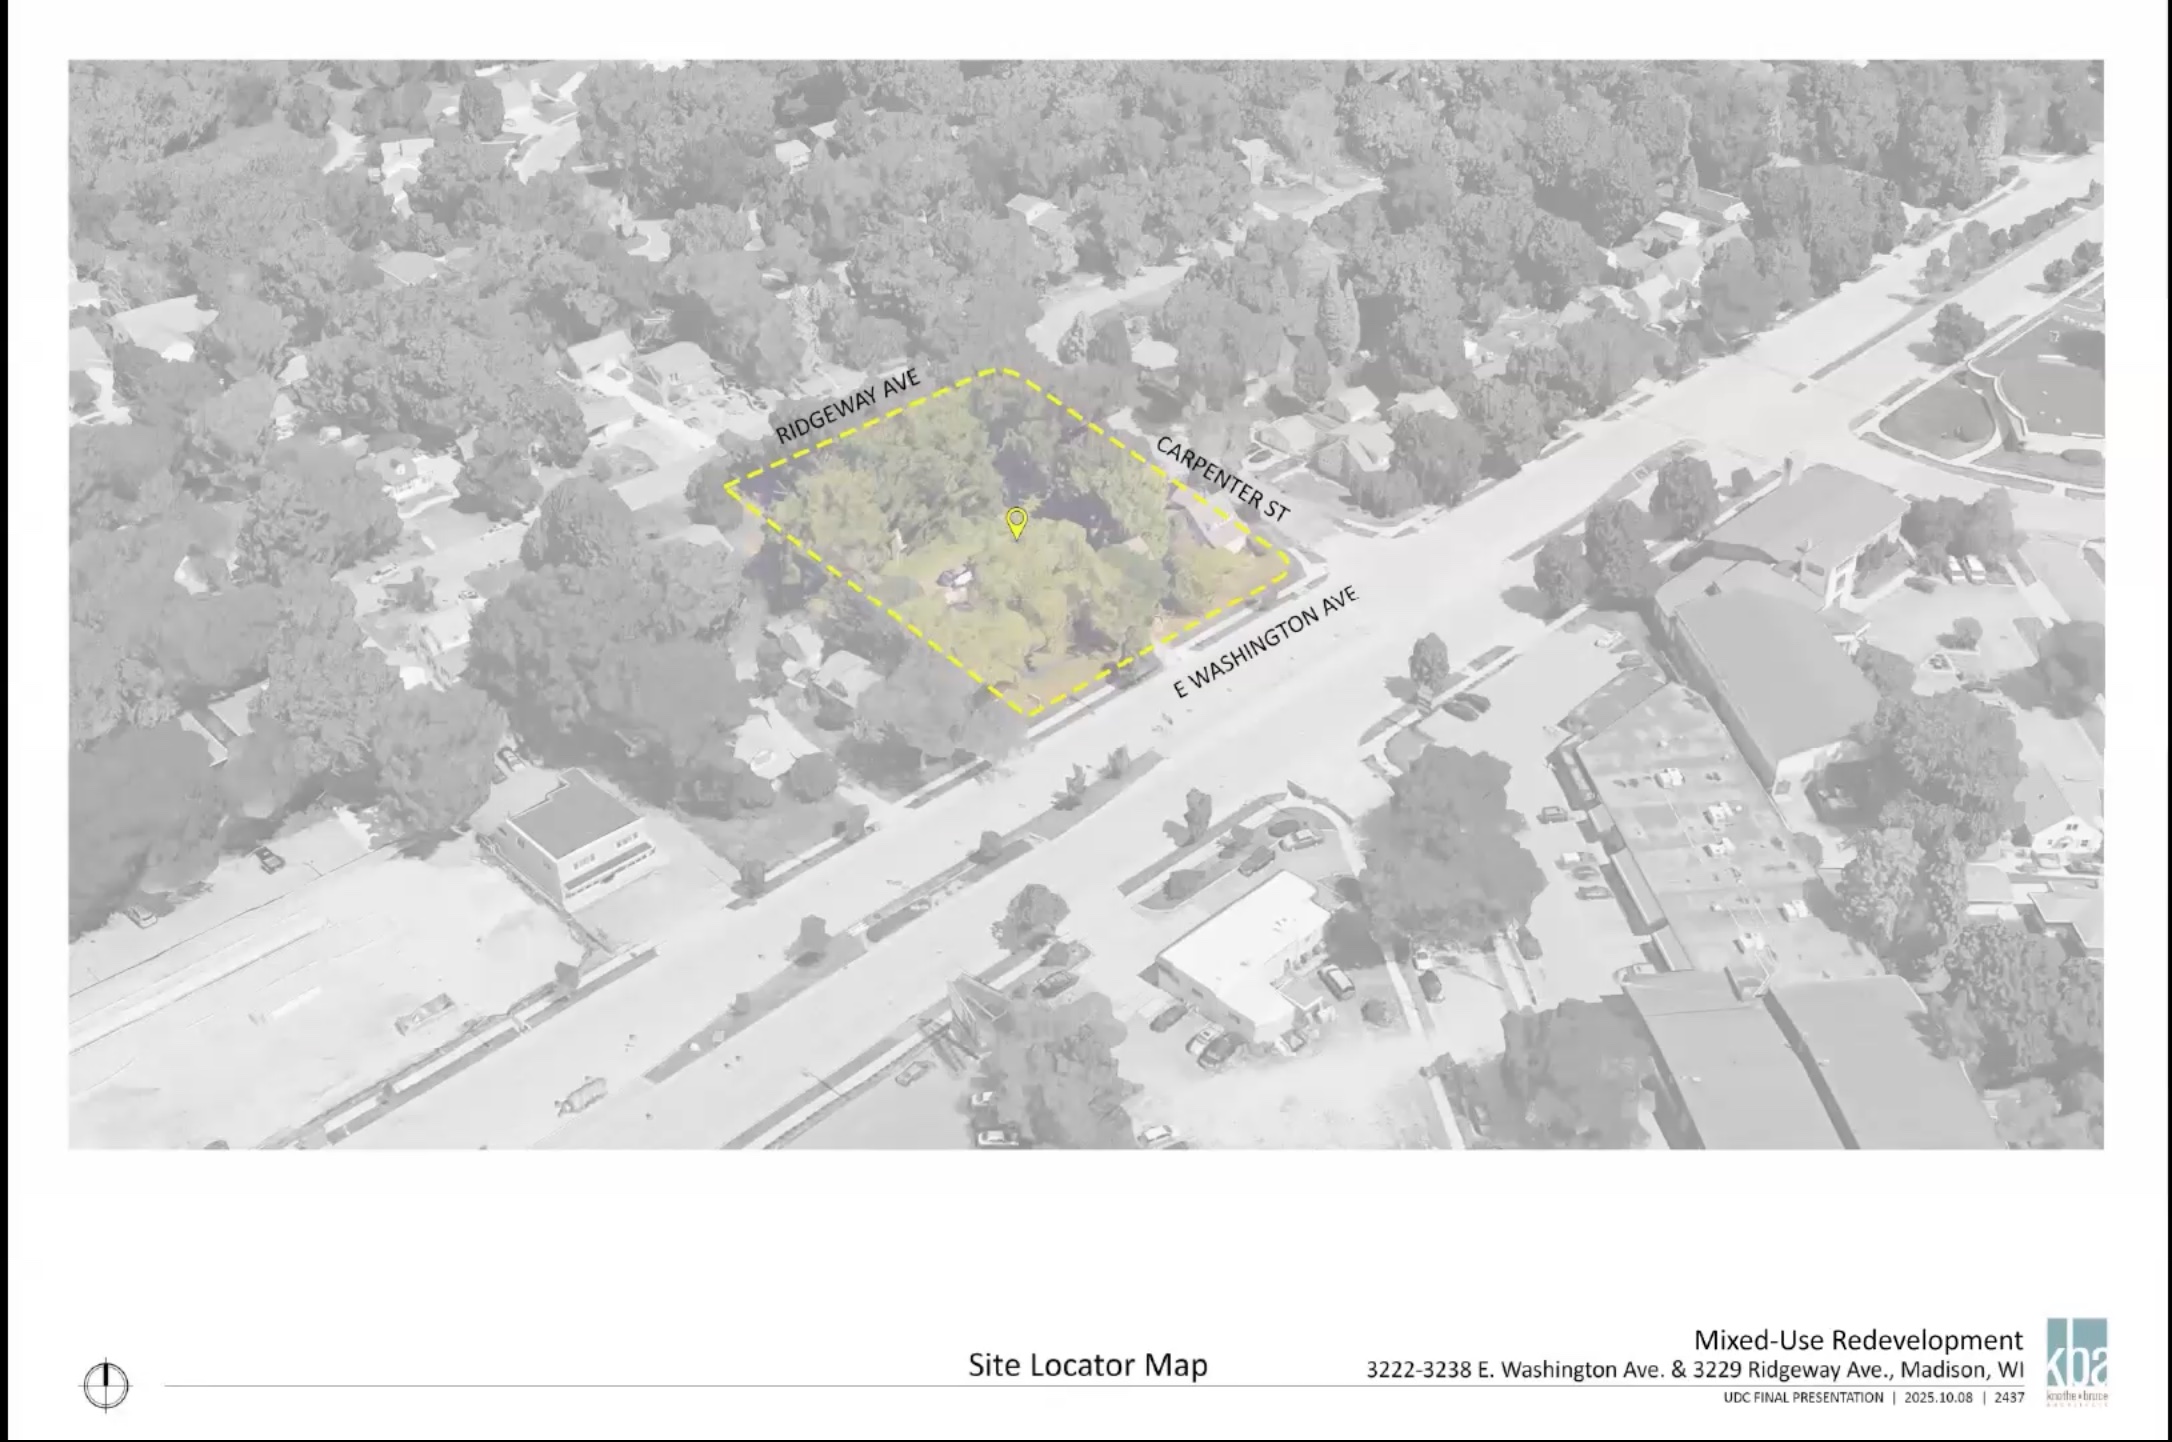 RIDGEWAY AVE
CARPENTER ST
E WASHINGTON AVE
Site Locator Map
Mixed-Use Redevelopment
3222-3238 E. Washington Ave. & 3229 Ridgeway Ave., Madison, WI
UDC FINAL PRESENTATION | 2025.10.08 | 2437
kba
knothe • bruce